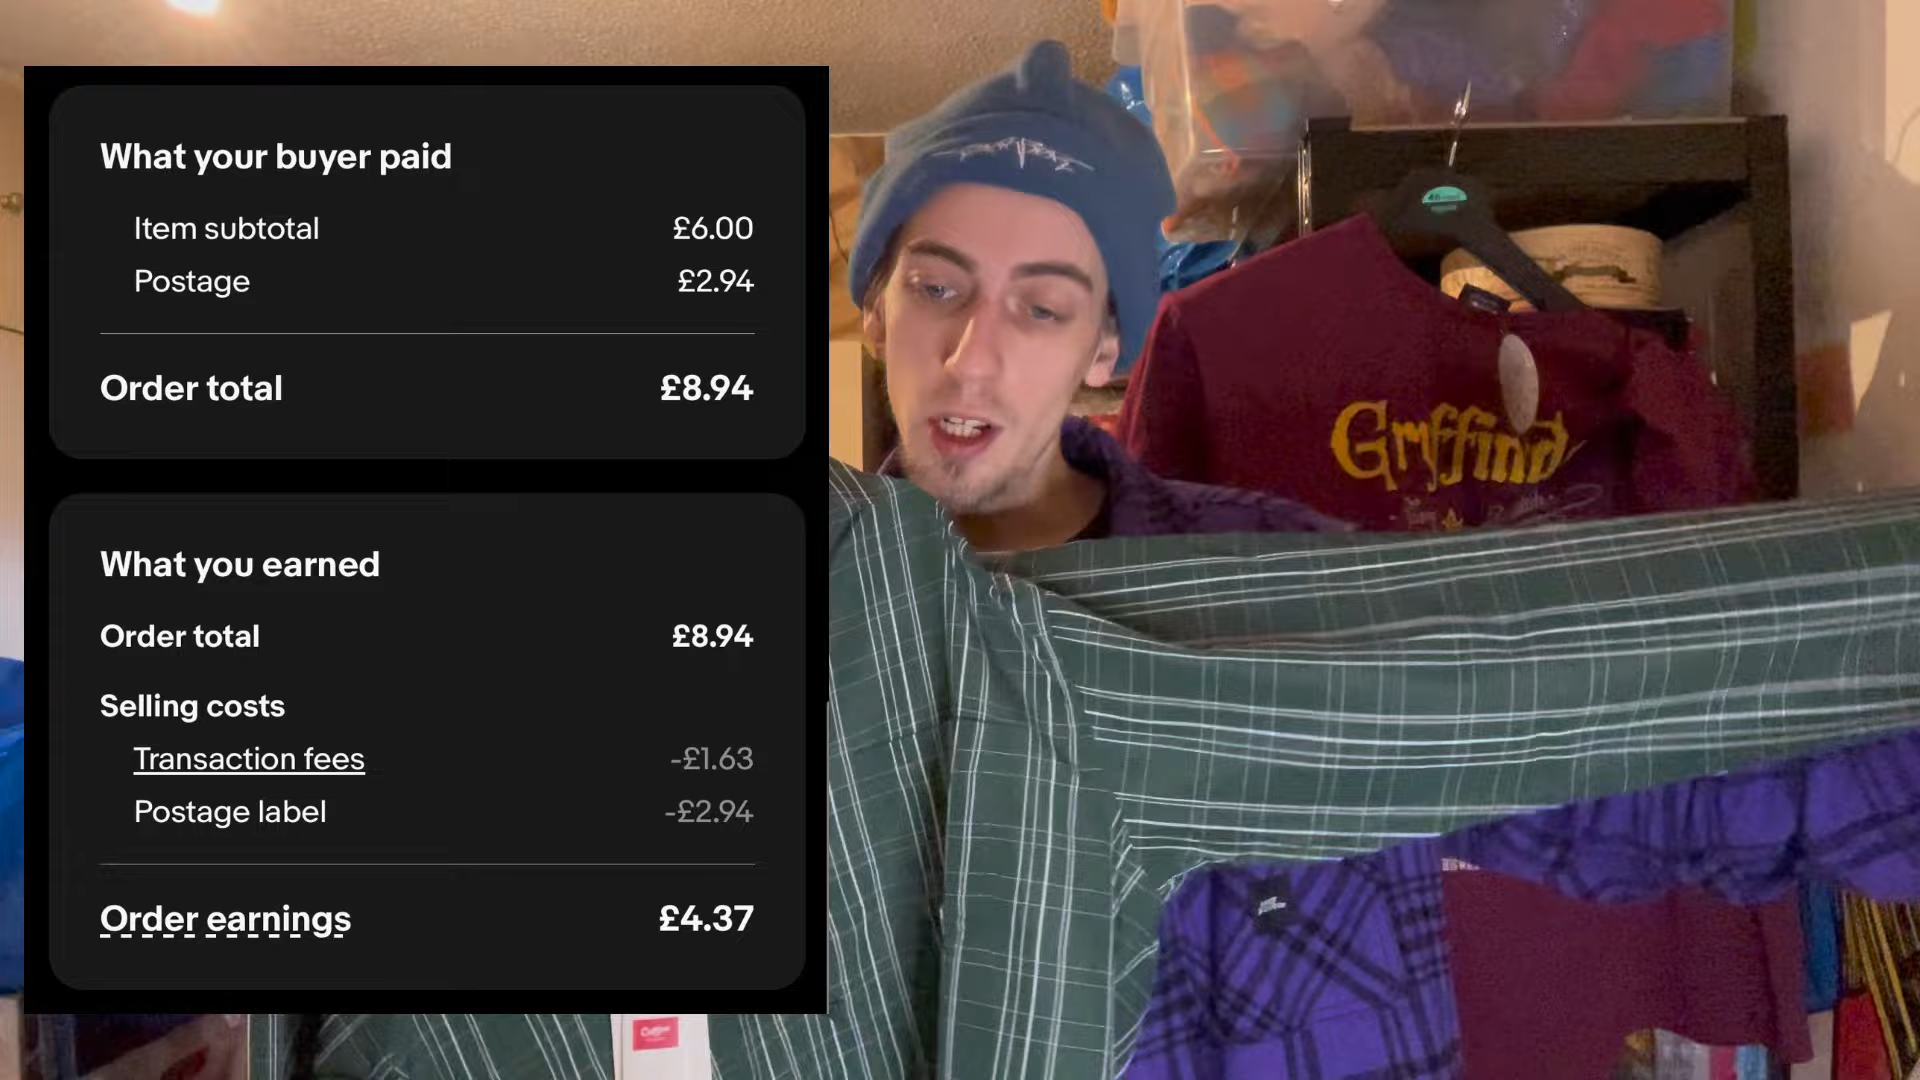 What your buyer paid
Item subtotal £6.00
Postage £2.94
Order total £8.94
What you earned
Order total £8.94
Selling costs
Transaction fees -£1.63
Postage label -£2.94
Order earnings £4.37
Gryffind